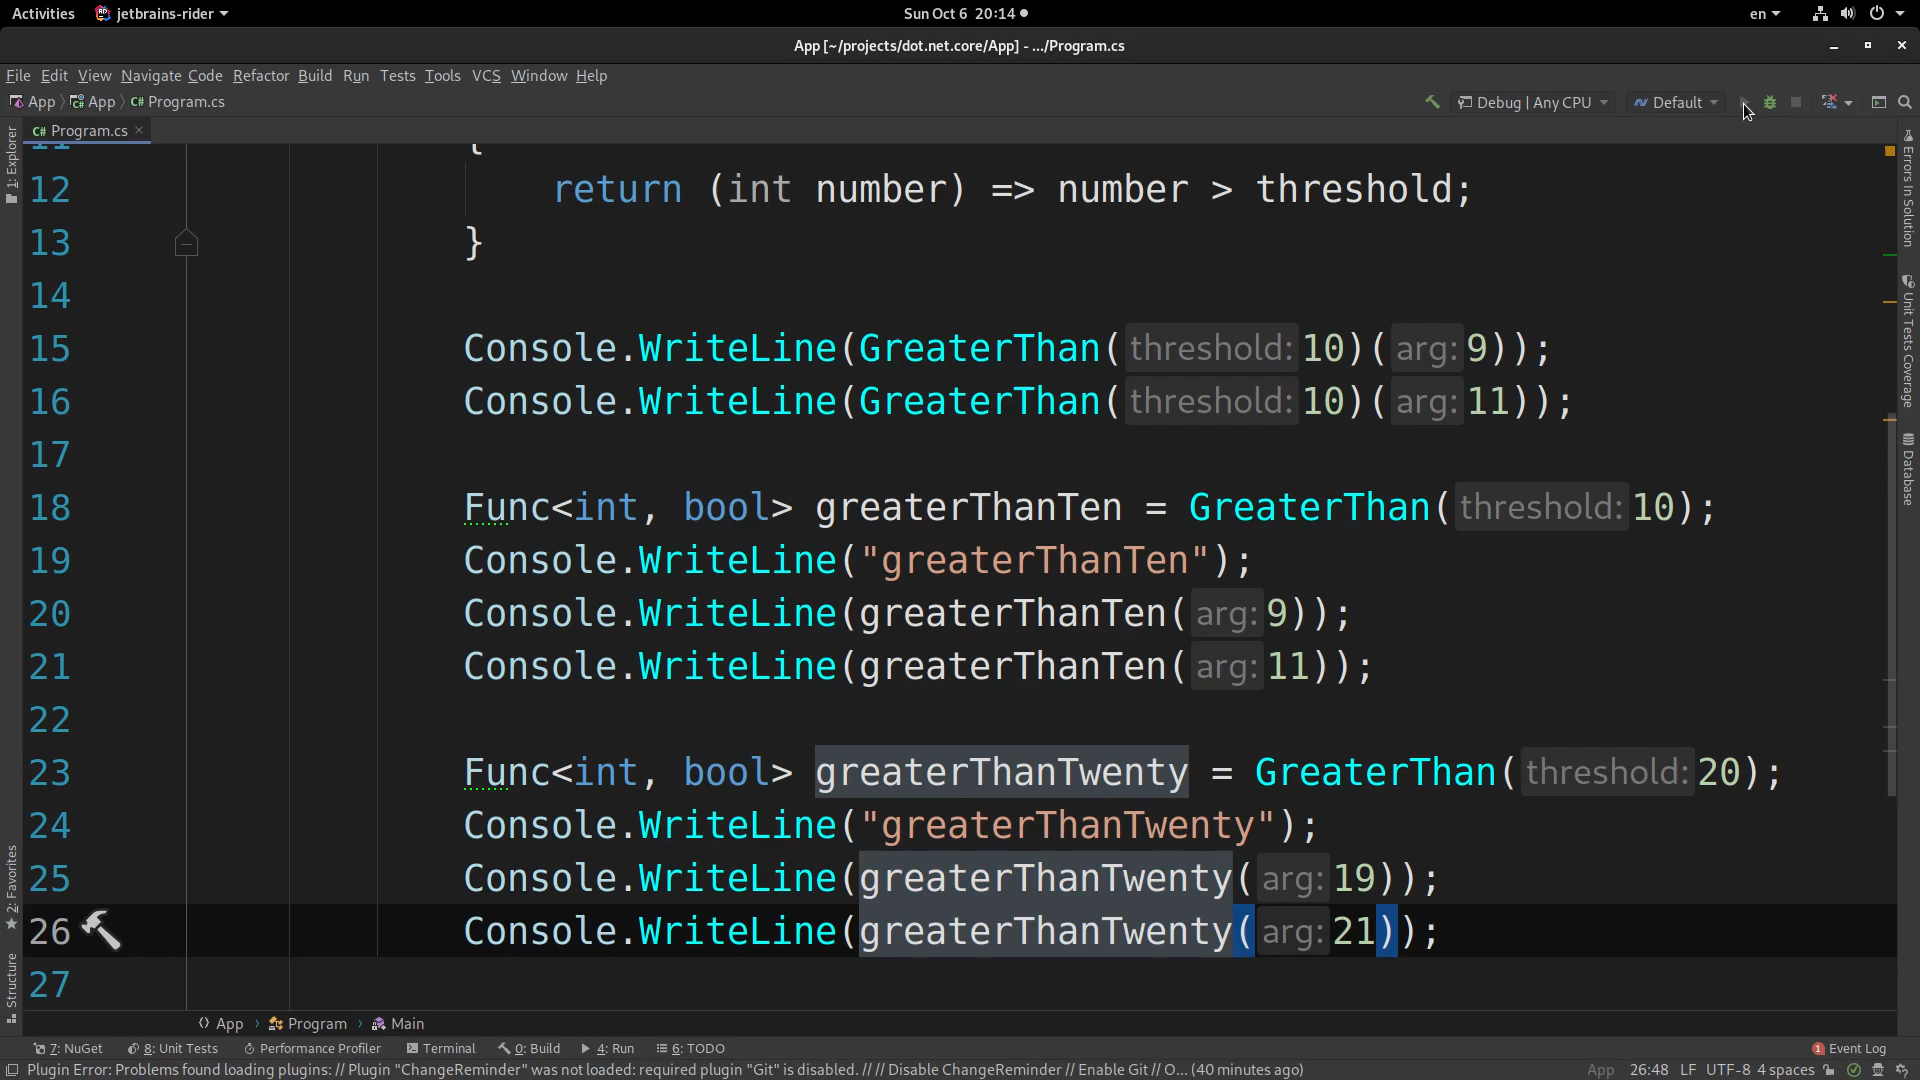 Activities jetbrains-rider Sun Oct 6 20:14 en
App [~/projects/dot.net.core/App] - .../Program.cs
File Edit View Navigate Code Refactor Build Run Tests Tools VCS Window Help
App App C# Program.cs Debug | Any CPU Default
C# Program.cs
1: Explorer
2: Favorites
Structure
Errors In Solution
Unit Tests Coverage
Database
11 {
12 return (int number) => number > threshold;
13 }
14
15 Console.WriteLine(GreaterThan(threshold: 10)(arg: 9));
16 Console.WriteLine(GreaterThan(threshold: 10)(arg: 11));
17
18 Func<int, bool> greaterThanTen = GreaterThan(threshold: 10);
19 Console.WriteLine("greaterThanTen");
20 Console.WriteLine(greaterThanTen(arg: 9));
21 Console.WriteLine(greaterThanTen(arg: 11));
22
23 Func<int, bool> greaterThanTwenty = GreaterThan(threshold: 20);
24 Console.WriteLine("greaterThanTwenty");
25 Console.WriteLine(greaterThanTwenty(arg: 19));
26 Console.WriteLine(greaterThanTwenty(arg: 21));
27
App Program Main
7: NuGet 8: Unit Tests Performance Profiler Terminal 0: Build 4: Run 6: TODO 1 Event Log
Plugin Error: Problems found loading plugins: // Plugin "ChangeReminder" was not loaded: required plugin "Git" is disabled. // // Disable ChangeReminder // Enable Git // O... (40 minutes ago) App 26:48 LF UTF-8 4 spaces